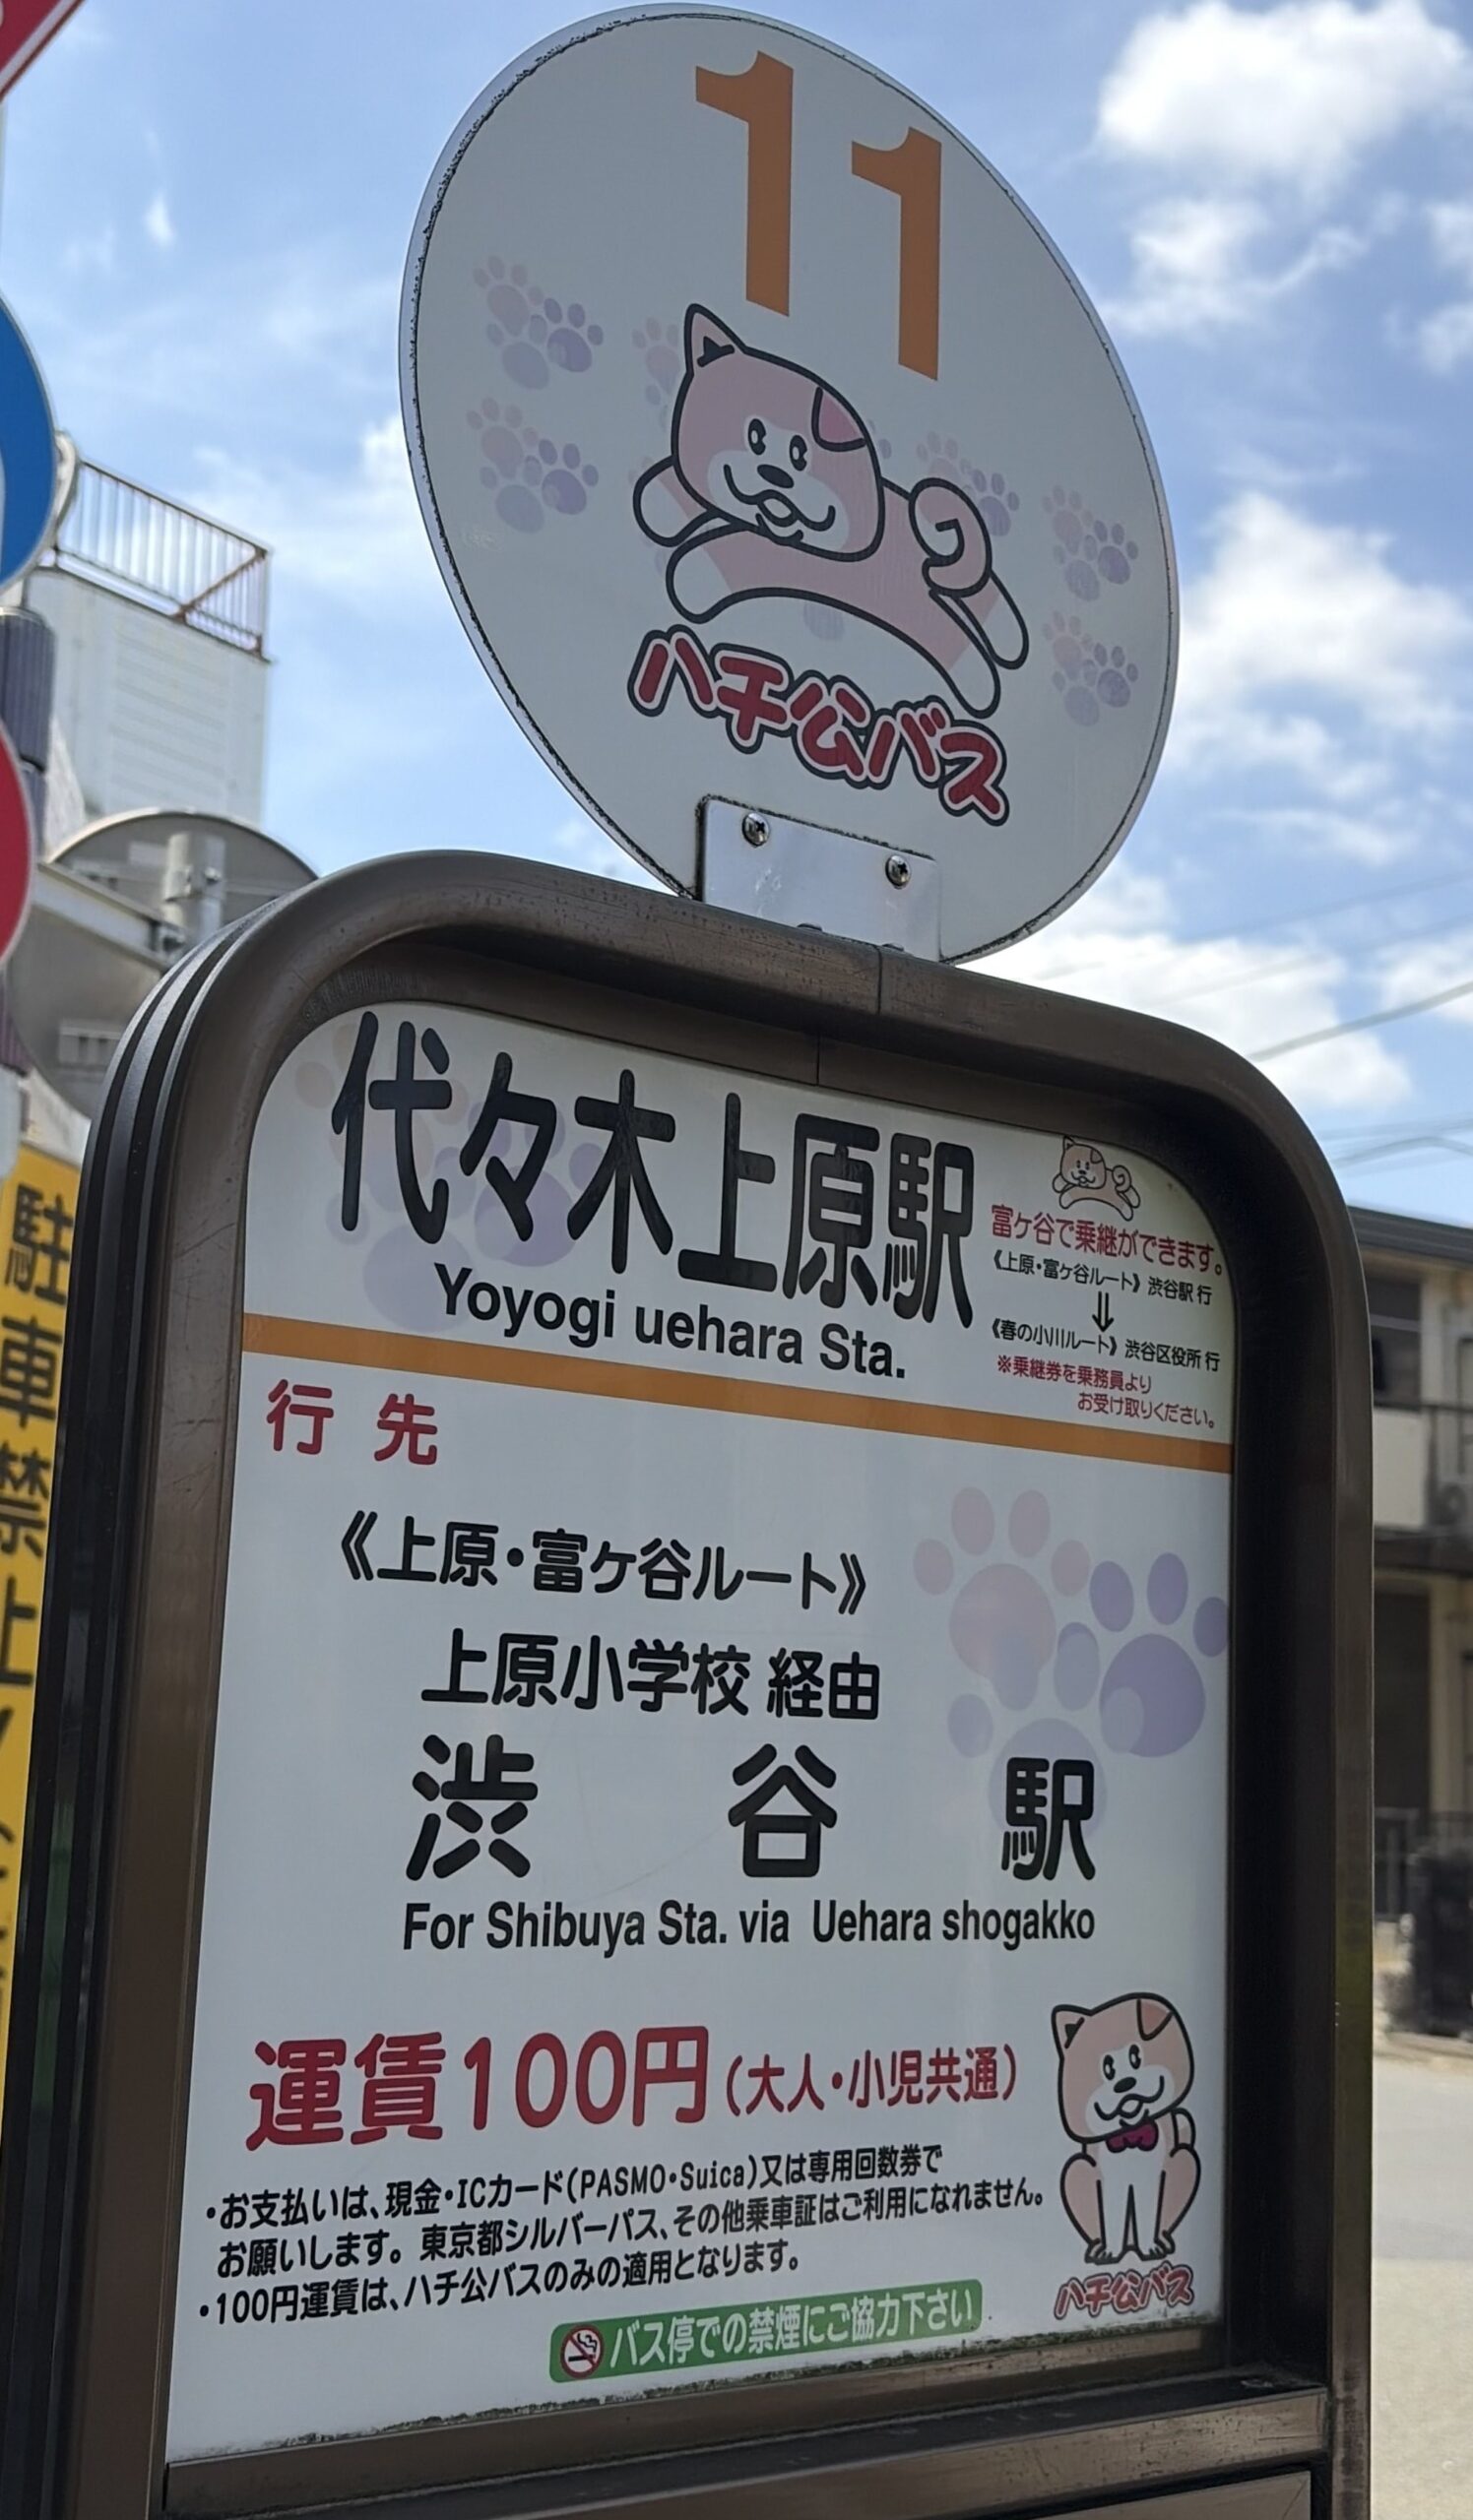 11
ハチ公バス
代々木上原駅
Yoyogi uehara Sta.
富ヶ谷で乗継ができます。
《上原・富ヶ谷ルート》渋谷駅 行
⇓
《春の小川ルート》渋谷区役所 行
※乗継券を乗務員より
お受け取りください。
行先
《上原・富ヶ谷ルート》
上原小学校 経由
渋谷駅
For Shibuya Sta. via Uehara shogakko
運賃100円(大人・小児共通)
・お支払いは、現金・ICカード(PASMO・Suica)又は専用回数券で
お願いします。東京都シルバーパス、その他乗車証はご利用になれません。
・100円運賃は、ハチ公バスのみの適用となります。
ハチ公バス
バス停での禁煙にご協力下さい
駐車禁止